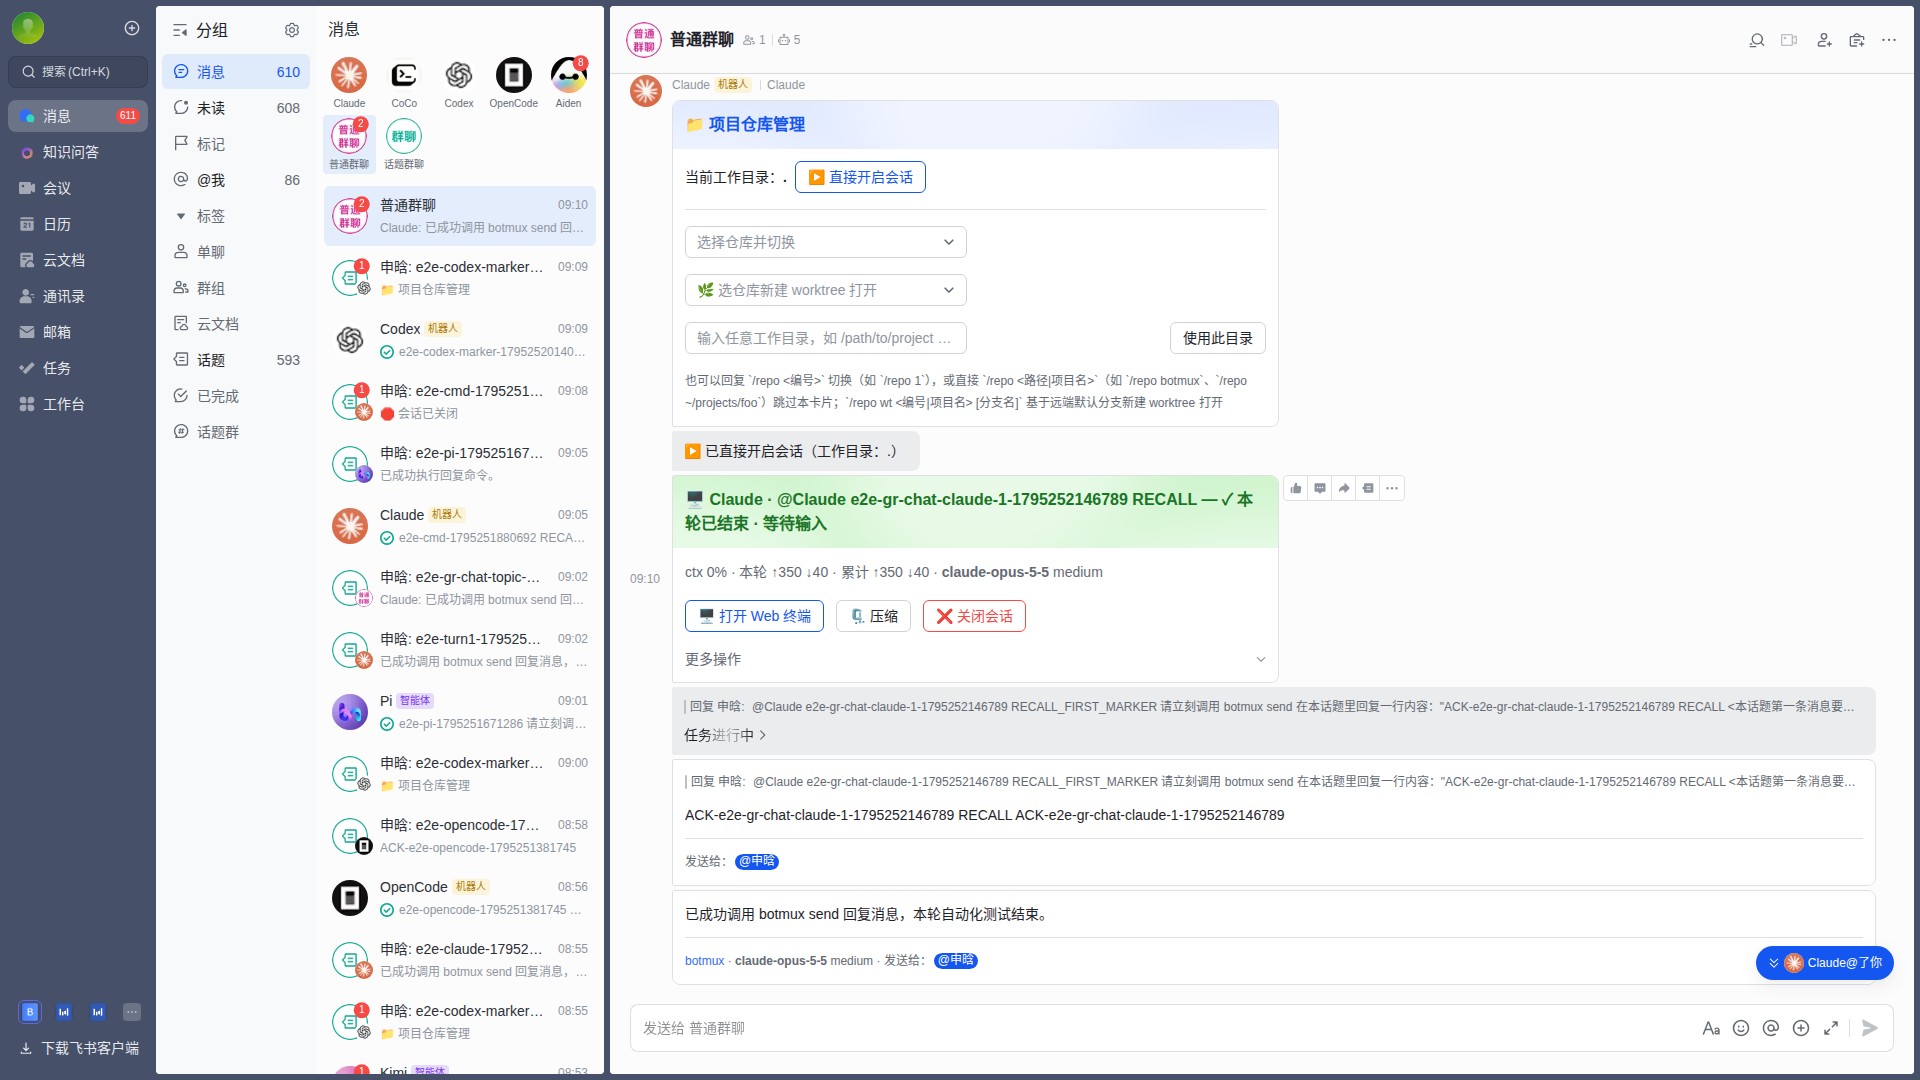 搜索 (Ctrl+K)
消息 611
知识问答
会议
日历
云文档
通讯录
邮箱
任务
工作台
下载飞书客户端
分组
消息 610
未读 608
标记
@我 86
标签
单聊
群组
云文档
话题 593
已完成
话题群
消息
Claude
CoCo
Codex
OpenCode
8
Aiden
2
普通群聊
群聊
话题群聊
2
普通群聊 09:10
Claude: 已成功调用 botmux send 回…
1
申晗: e2e-codex-marker… 09:09
项目仓库管理
Codex 机器人 09:09
e2e-codex-marker-17952520140…
1
申晗: e2e-cmd-1795251… 09:08
会话已关闭
申晗: e2e-pi-179525167… 09:05
已成功执行回复命令。
Claude 机器人 09:05
e2e-cmd-1795251880692 RECA…
申晗: e2e-gr-chat-topic-… 09:02
Claude: 已成功调用 botmux send 回…
申晗: e2e-turn1-179525… 09:02
已成功调用 botmux send 回复消息，…
Pi 智能体 09:01
e2e-pi-1795251671286 请立刻调…
申晗: e2e-codex-marker… 09:00
项目仓库管理
申晗: e2e-opencode-17… 08:58
ACK-e2e-opencode-1795251381745
OpenCode 机器人 08:56
e2e-opencode-1795251381745 …
申晗: e2e-claude-17952… 08:55
已成功调用 botmux send 回复消息，…
1
申晗: e2e-codex-marker… 08:55
项目仓库管理
1
Kimi 智能体 08:53
普通群聊
普通群聊 1 5
Claude 机器人 Claude
项目仓库管理
当前工作目录：. 直接开启会话
选择仓库并切换
选仓库新建 worktree 打开
输入任意工作目录，如 /path/to/project … 使用此目录
也可以回复 `/repo <编号>` 切换（如 `/repo 1`），或直接 `/repo <路径|项目名>`（如 `/repo botmux`、`/repo
~/projects/foo`）跳过本卡片；`/repo wt <编号|项目名> [分支名]` 基于远端默认分支新建 worktree 打开
已直接开启会话（工作目录：.）
Claude · @Claude e2e-gr-chat-claude-1-1795252146789 RECALL — ✓ 本
轮已结束 · 等待输入
09:10
ctx 0% · 本轮 ↑350 ↓40 · 累计 ↑350 ↓40 · claude-opus-5-5 medium
打开 Web 终端 压缩 关闭会话
更多操作
回复 申晗: @Claude e2e-gr-chat-claude-1-1795252146789 RECALL_FIRST_MARKER 请立刻调用 botmux send 在本话题里回复一行内容："ACK-e2e-gr-chat-claude-1-1795252146789 RECALL <本话题第一条消息要…
任务进行中
回复 申晗: @Claude e2e-gr-chat-claude-1-1795252146789 RECALL_FIRST_MARKER 请立刻调用 botmux send 在本话题里回复一行内容："ACK-e2e-gr-chat-claude-1-1795252146789 RECALL <本话题第一条消息要…
ACK-e2e-gr-chat-claude-1-1795252146789 RECALL ACK-e2e-gr-chat-claude-1-1795252146789
发送给：@申晗
已成功调用 botmux send 回复消息，本轮自动化测试结束。
botmux · claude-opus-5-5 medium · 发送给：@申晗
Claude@了你
发送给 普通群聊